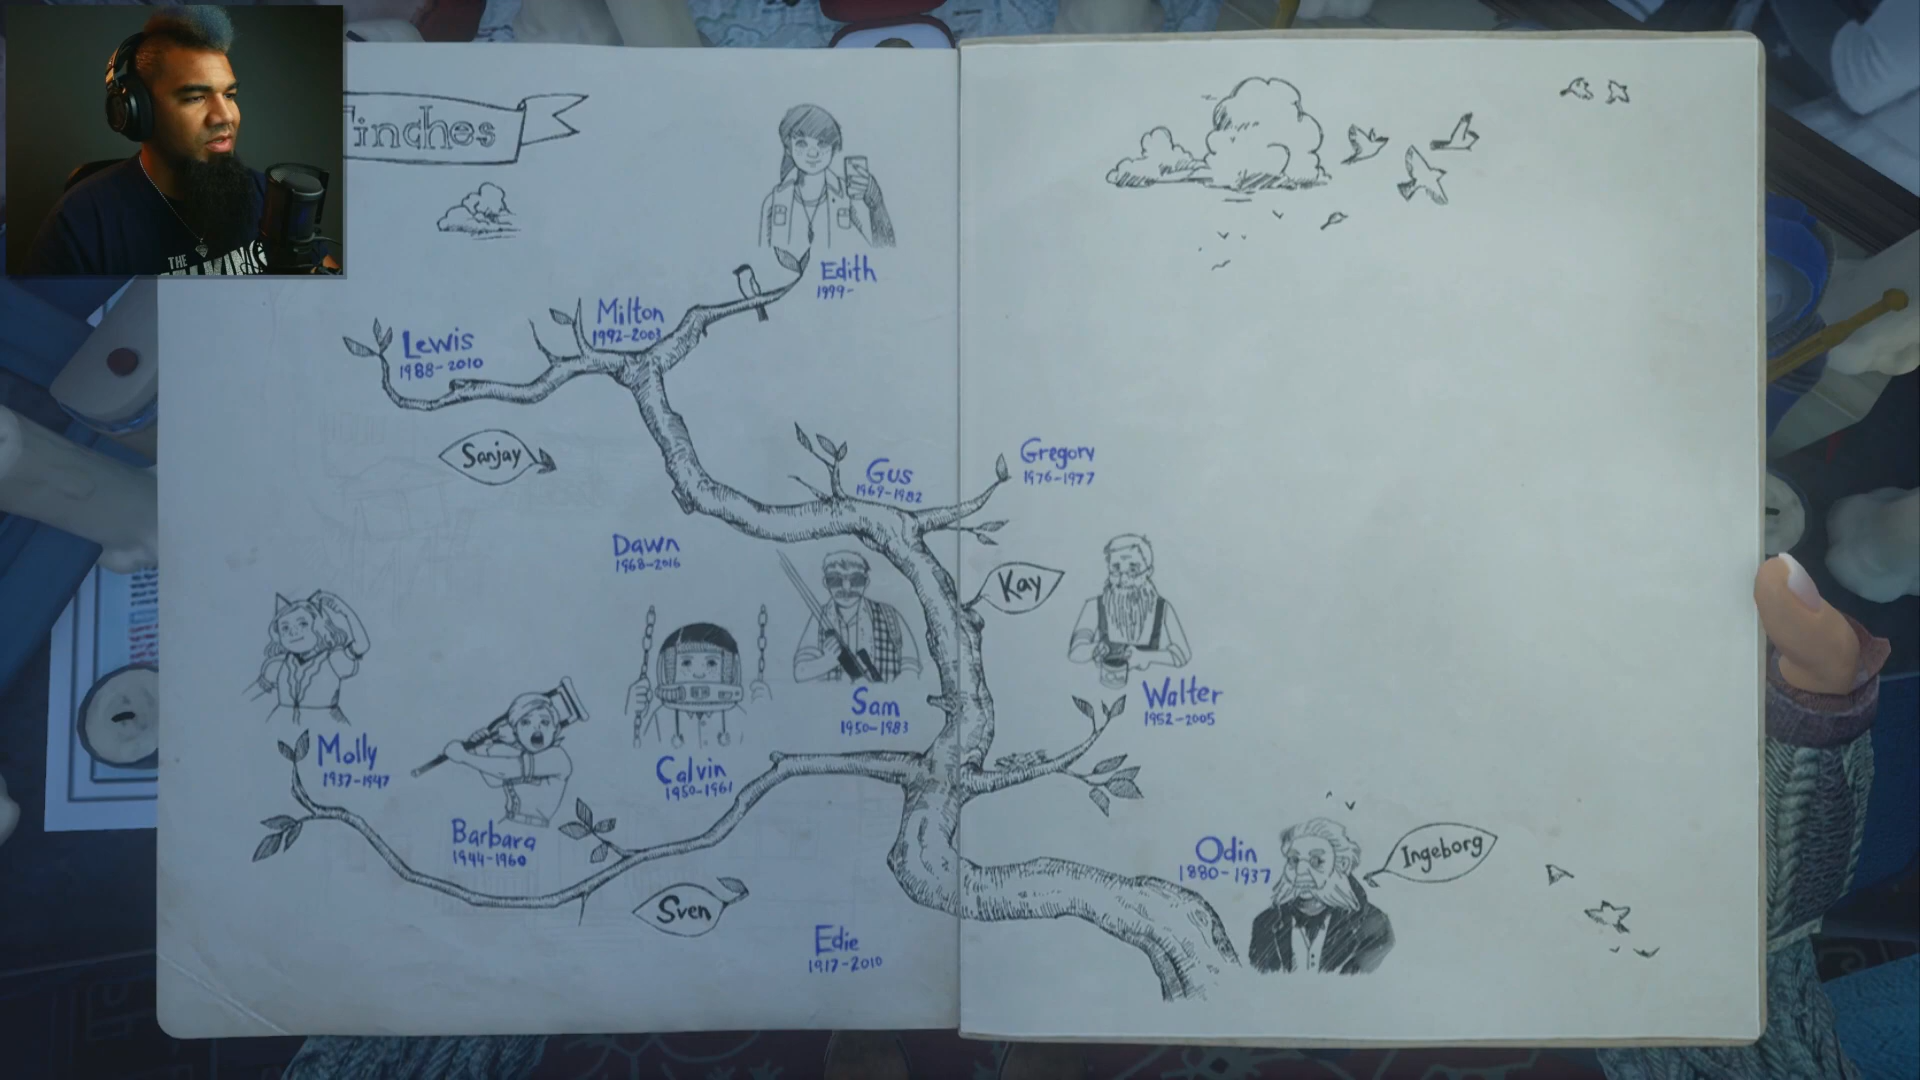 Finches
Edith
1999-
Milton
1992-2003
Lewis
1988-2010
Sanjay
Gus
1969-1982
Gregory
1976-1977
Dawn
1968-2016
Kay
Sam
1950-1983
Walter
1952-2005
Molly
1937-1947
Calvin
1950-1961
Barbara
1944-1960
Odin
1880-1937
Ingeborg
Sven
Edie
1917-2010
THE